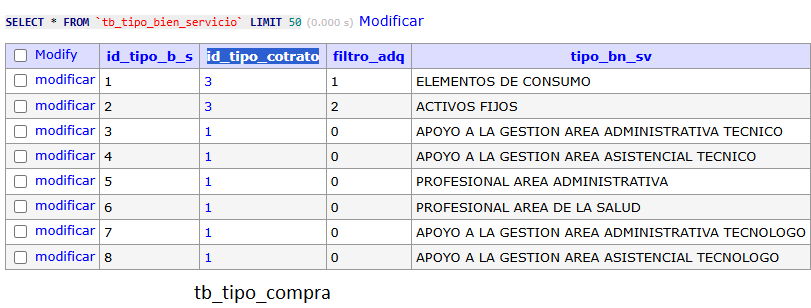 SELECT * FROM `tb_tipo_bien_servicio` LIMIT 50 (0.000 s) Modificar
Modify id_tipo_b_s id_tipo_cotrato filtro_adq tipo_bn_sv
modificar 1 3 1 ELEMENTOS DE CONSUMO
modificar 2 3 2 ACTIVOS FIJOS
modificar 3 1 0 APOYO A LA GESTION AREA ADMINISTRATIVA TECNICO
modificar 4 1 0 APOYO A LA GESTION AREA ASISTENCIAL TECNICO
modificar 5 1 0 PROFESIONAL AREA ADMINISTRATIVA
modificar 6 1 0 PROFESIONAL AREA DE LA SALUD
modificar 7 1 0 APOYO A LA GESTION AREA ADMINISTRATIVA TECNOLOGO
modificar 8 1 0 APOYO A LA GESTION AREA ASISTENCIAL TECNOLOGO
tb_tipo_compra